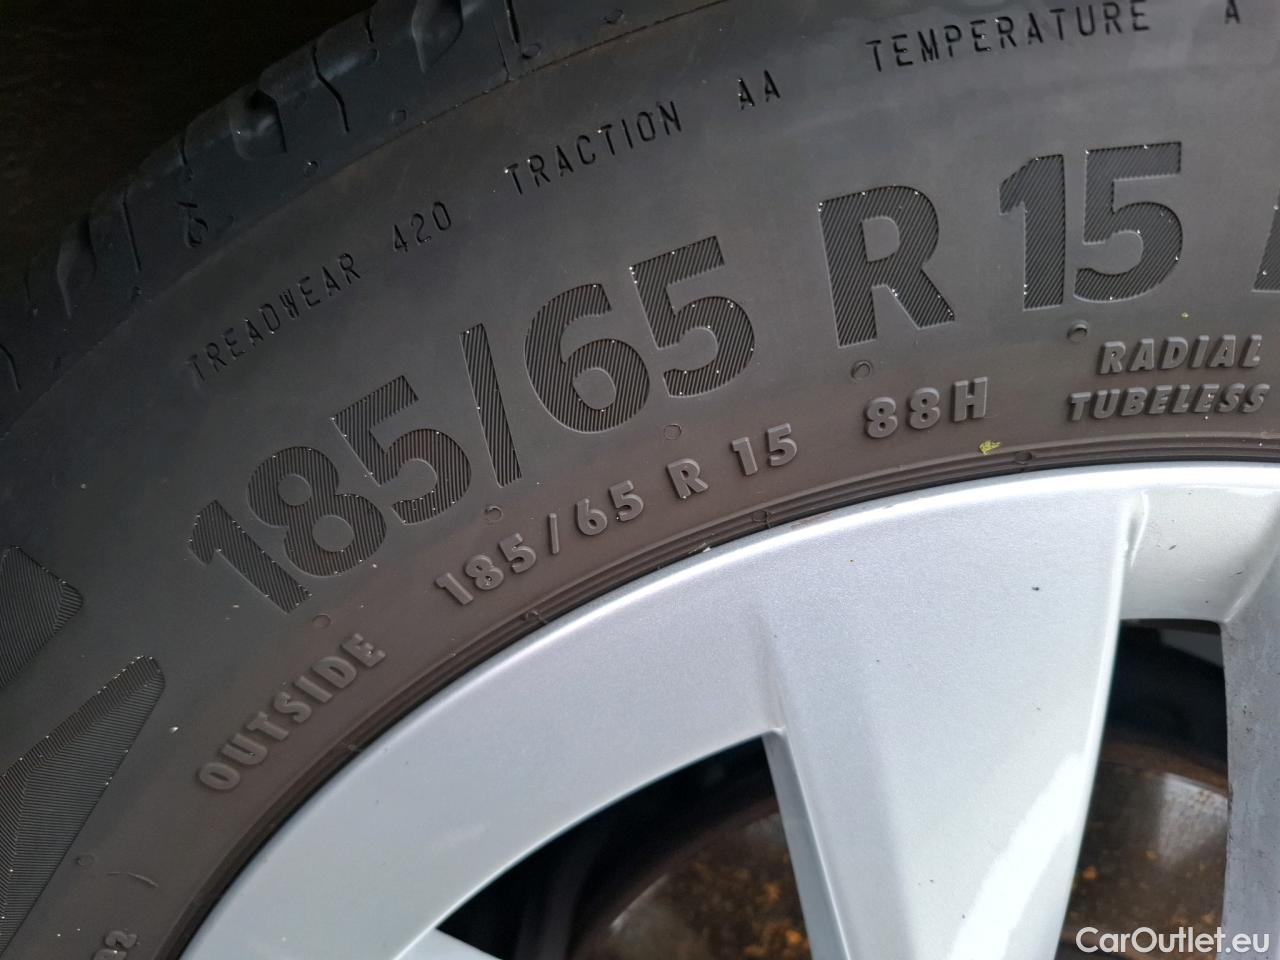 TREADWEAR 420 TRACTION AA TEMPERATURE A
185/65 R 15
185/65 R 15 88H
RADIAL
TUBELESS
OUTSIDE
CarOutlet.eu